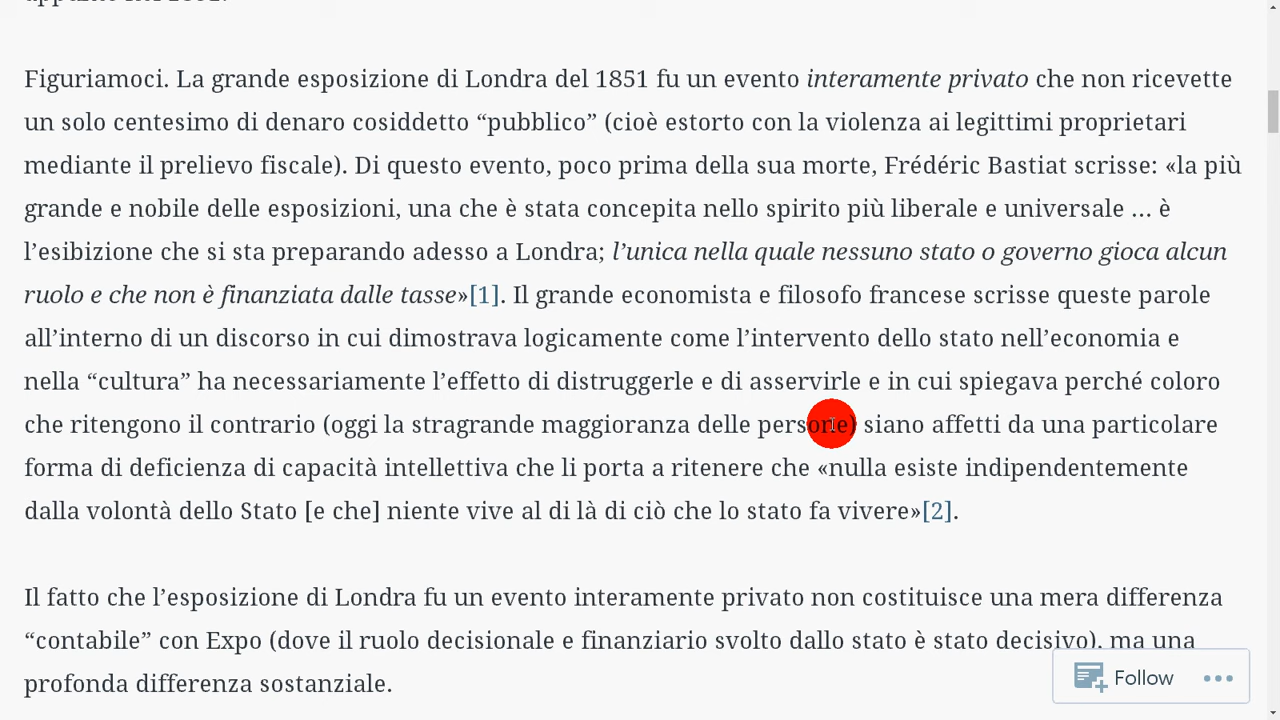 Figuriamoci. La grande esposizione di Londra del 1851 fu un evento interamente privato che non ricevette
un solo centesimo di denaro cosiddetto “pubblico” (cioè estorto con la violenza ai legittimi proprietari
mediante il prelievo fiscale). Di questo evento, poco prima della sua morte, Frédéric Bastiat scrisse: «la più
grande e nobile delle esposizioni, una che è stata concepita nello spirito più liberale e universale … è
l’esibizione che si sta preparando adesso a Londra; l’unica nella quale nessuno stato o governo gioca alcun
ruolo e che non è finanziata dalle tasse»[1]. Il grande economista e filosofo francese scrisse queste parole
all’interno di un discorso in cui dimostrava logicamente come l’intervento dello stato nell’economia e
nella “cultura” ha necessariamente l’effetto di distruggerle e di asservirle e in cui spiegava perché coloro
che ritengono il contrario (oggi la stragrande maggioranza delle persone) siano affetti da una particolare
forma di deficienza di capacità intellettiva che li porta a ritenere che «nulla esiste indipendentemente
dalla volontà dello Stato [e che] niente vive al di là di ciò che lo stato fa vivere»[2].
Il fatto che l’esposizione di Londra fu un evento interamente privato non costituisce una mera differenza
“contabile” con Expo (dove il ruolo decisionale e finanziario svolto dallo stato è stato decisivo), ma una
profonda differenza sostanziale.
Follow